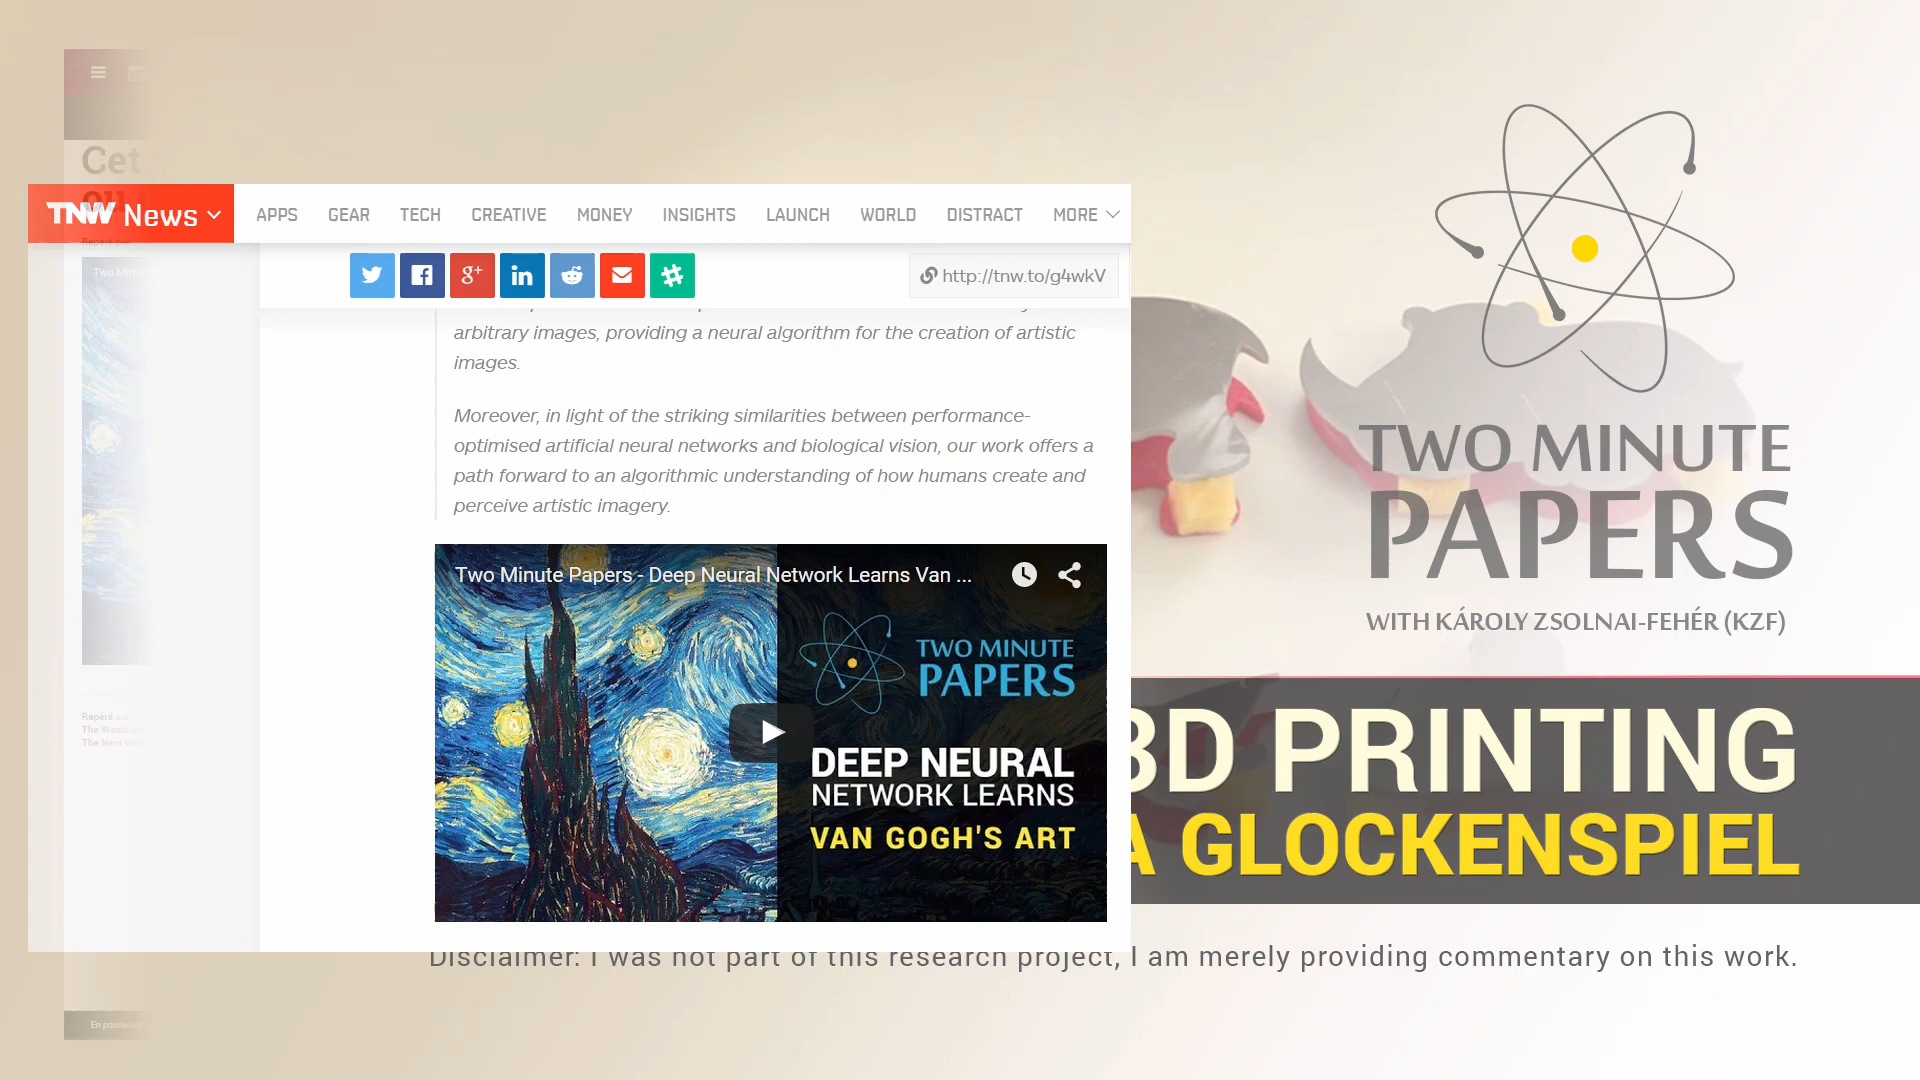 Cet
TNW News
APPS GEAR TECH CREATIVE MONEY INSIGHTS LAUNCH WORLD DISTRACT MORE
http://tnw.to/g4wkV
arbitrary images, providing a neural algorithm for the creation of artistic
images.
Moreover, in light of the striking similarities between performance-
optimised artificial neural networks and biological vision, our work offers a
path forward to an algorithmic understanding of how humans create and
perceive artistic imagery.
Two Minute Papers - Deep Neural Network Learns Van ...
TWO MINUTE
PAPERS
DEEP NEURAL
NETWORK LEARNS
VAN GOGH'S ART
Repéré sur
The Next
En poursuiv
TWO MINUTE
PAPERS
WITH KÁROLY ZSOLNAI-FEHÉR (KZF)
3D PRINTING
A GLOCKENSPIEL
Disclaimer: I was not part of this research project, I am merely providing commentary on this work.